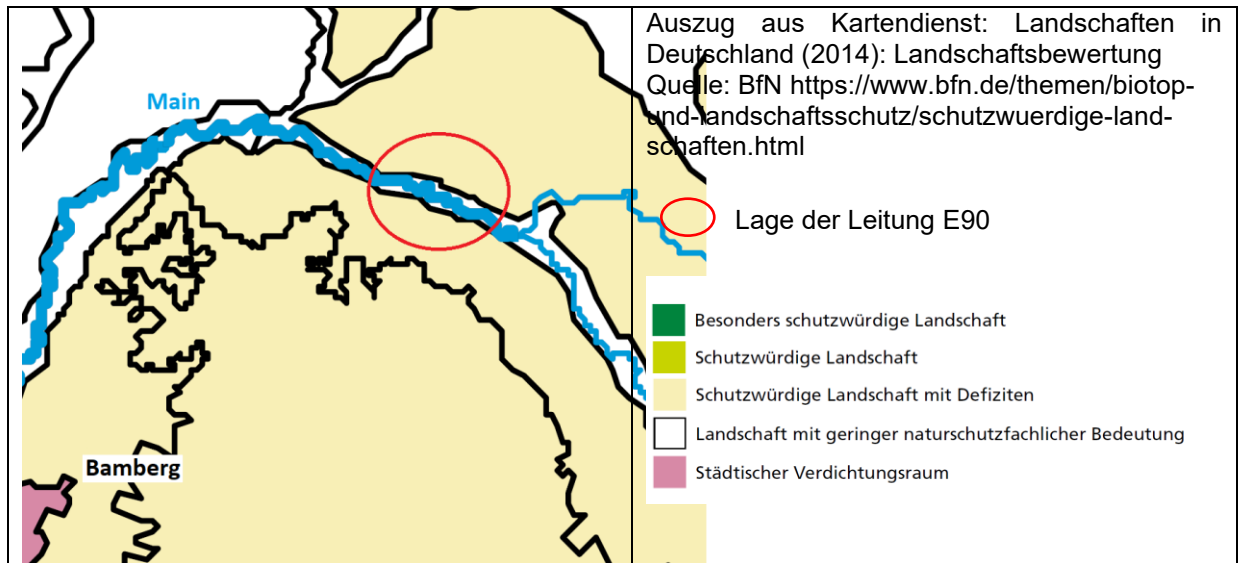 Main
Bamberg
Auszug aus Kartendienst: Landschaften in
Deutschland (2014): Landschaftsbewertung
Quelle: BfN https://www.bfn.de/themen/biotop-
und-landschaftsschutz/schutzwuerdige-land-
schaften.html
Lage der Leitung E90
Besonders schutzwürdige Landschaft
Schutzwürdige Landschaft
Schutzwürdige Landschaft mit Defiziten
Landschaft mit geringer naturschutzfachlicher Bedeutung
Städtischer Verdichtungsraum